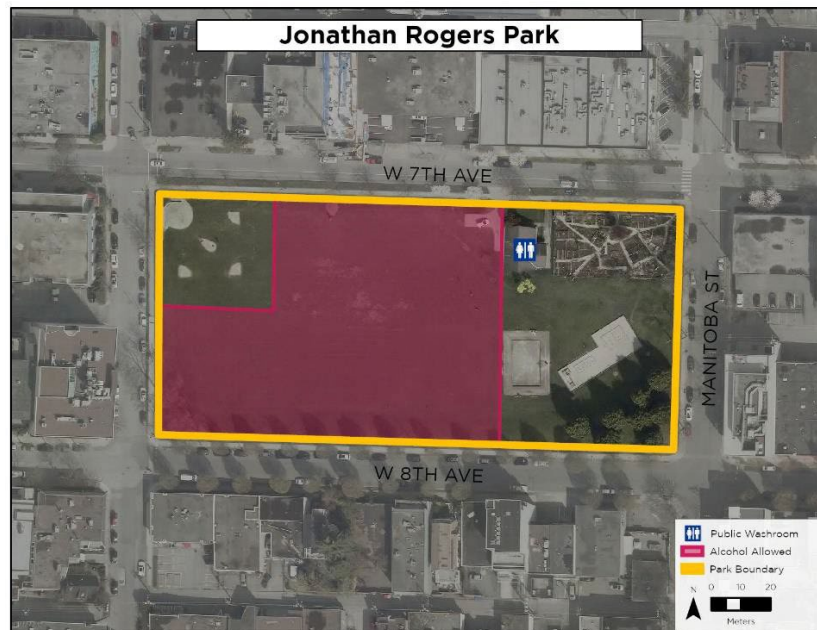 Jonathan Rogers Park
W 7TH AVE
MANITOBA ST
W 8TH AVE
Public Washroom
Alcohol Allowed
Park Boundary
N
0 10 20
Meters